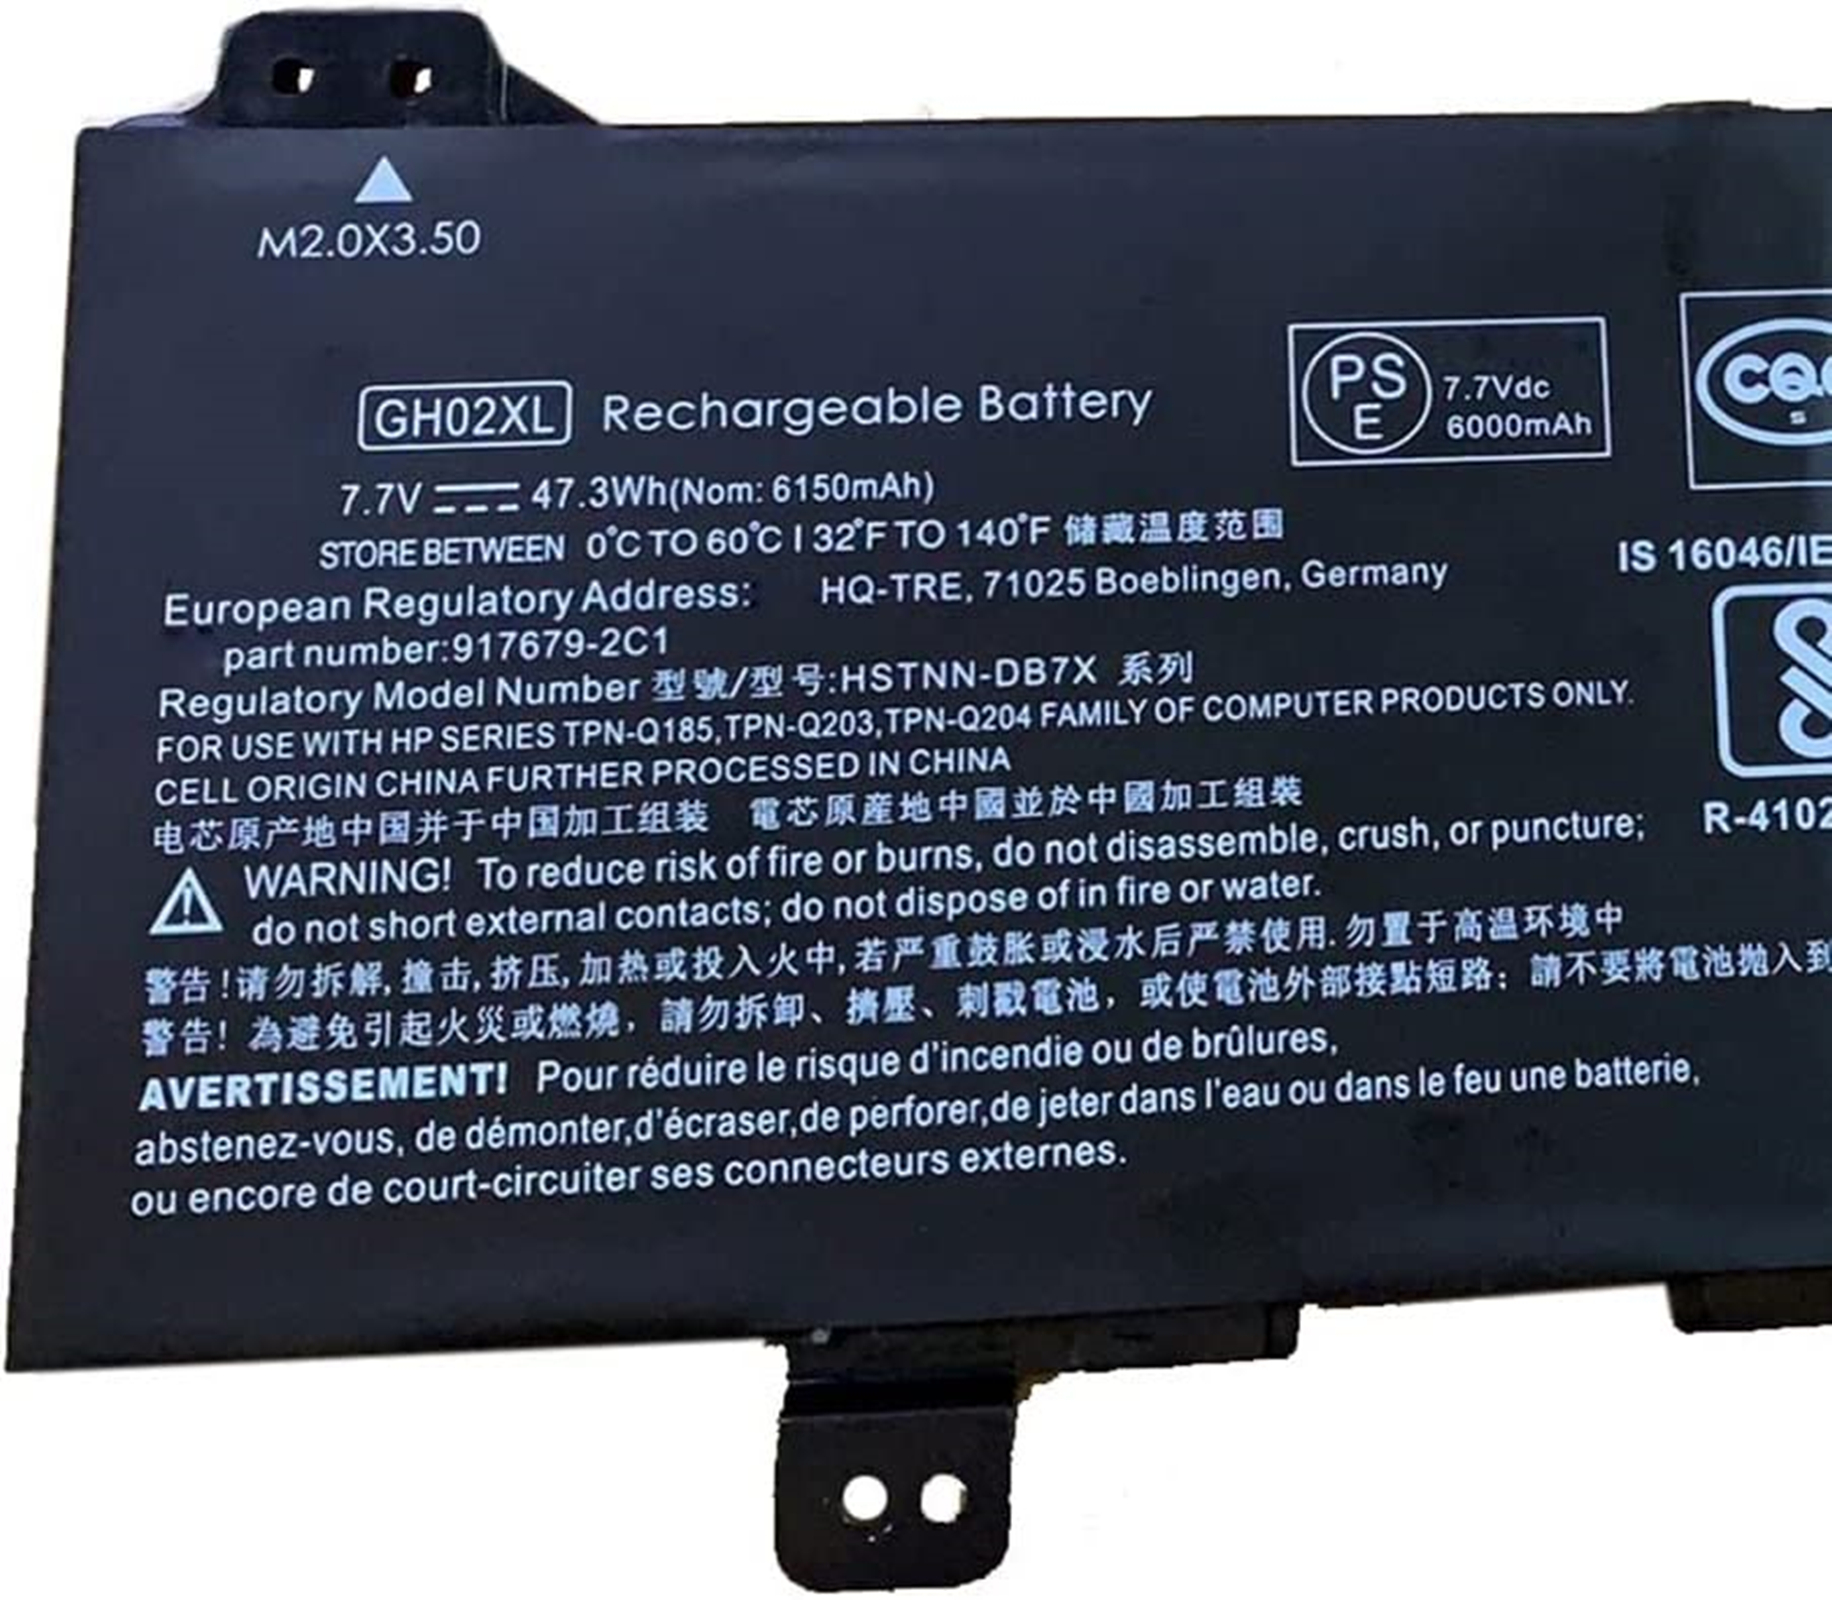 M2.0X3.50
GH02XL Rechargeable Battery
PS
E
7.7Vdc
6000mAh
CQC
S
7.7V 47.3Wh(Nom: 6150mAh)
STORE BETWEEN 0°C TO 60°C I 32°F TO 140°F 储藏温度范围
IS 16046/IE
European Regulatory Address: HQ-TRE, 71025 Boeblingen, Germany
part number:917679-2C1
Regulatory Model Number 型號/型号:HSTNN-DB7X 系列
FOR USE WITH HP SERIES TPN-Q185,TPN-Q203,TPN-Q204 FAMILY OF COMPUTER PRODUCTS ONLY.
CELL ORIGIN CHINA FURTHER PROCESSED IN CHINA
电芯原产地中国并于中国加工组装 電芯原產地中國並於中國加工組裝
R-4102
WARNING! To reduce risk of fire or burns, do not disassemble, crush, or puncture;
do not short external contacts; do not dispose of in fire or water.
警告!请勿拆解,撞击,挤压,加热或投入火中,若严重鼓胀或浸水后严禁使用.勿置于高温环境中
警告! 為避免引起火災或燃燒，請勿拆卸、擠壓、刺戳電池，或使電池外部接點短路；請不要將電池拋入到
AVERTISSEMENT! Pour réduire le risque d'incendie ou de brûlures,
abstenez-vous, de démonter,d'écraser,de perforer,de jeter dans l'eau ou dans le feu une batterie,
ou encore de court-circuiter ses connecteurs externes.